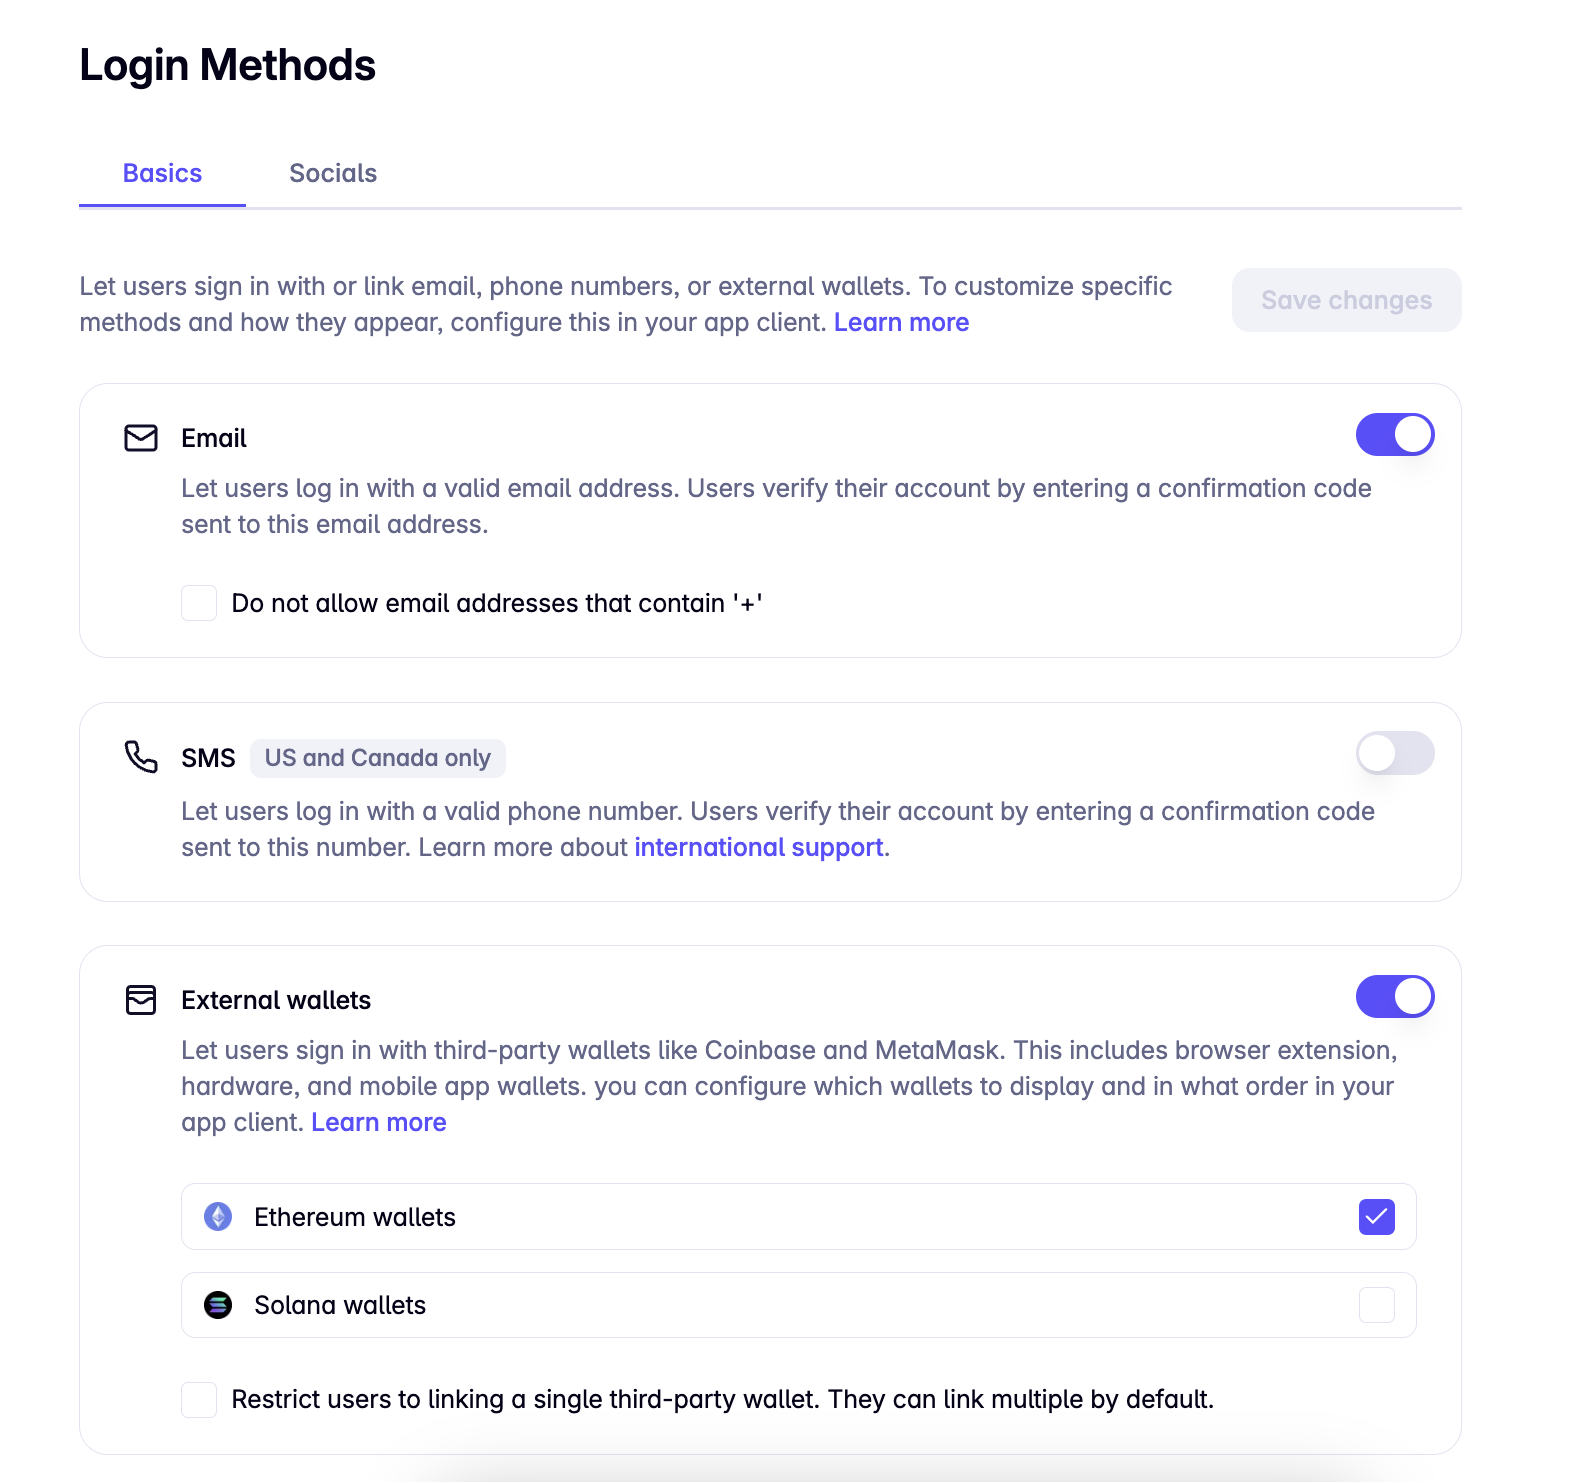 Login Methods
Basics
Socials
Let users sign in with or link email, phone numbers, or external wallets. To customize specific
methods and how they appear, configure this in your app client. Learn more
Save changes
Email
Let users log in with a valid email address. Users verify their account by entering a confirmation code
sent to this email address.
Do not allow email addresses that contain '+'
SMS US and Canada only
Let users log in with a valid phone number. Users verify their account by entering a confirmation code
sent to this number. Learn more about international support.
External wallets
Let users sign in with third-party wallets like Coinbase and MetaMask. This includes browser extension,
hardware, and mobile app wallets. you can configure which wallets to display and in what order in your
app client. Learn more
Ethereum wallets
Solana wallets
Restrict users to linking a single third-party wallet. They can link multiple by default.